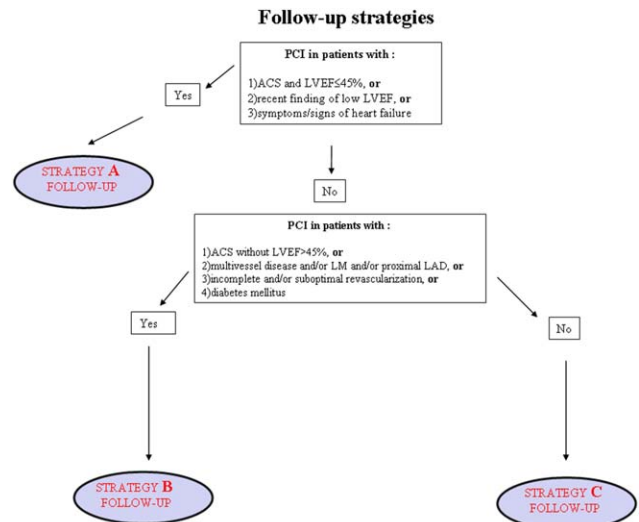 Follow-up strategies
PCI in patients with :
1)ACS and LVEF≤45%, or
2)recent finding of low LVEF, or
3)symptoms/signs of heart failure
Yes
STRATEGY A
FOLLOW-UP
No
PCI in patients with :
1)ACS without LVEF>45%, or
2)multivessel disease and/or LM and/or proximal LAD, or
3)incomplete and/or suboptimal revascularization, or
4)diabetes mellitus
Yes
No
STRATEGY B
FOLLOW-UP
STRATEGY C
FOLLOW-UP